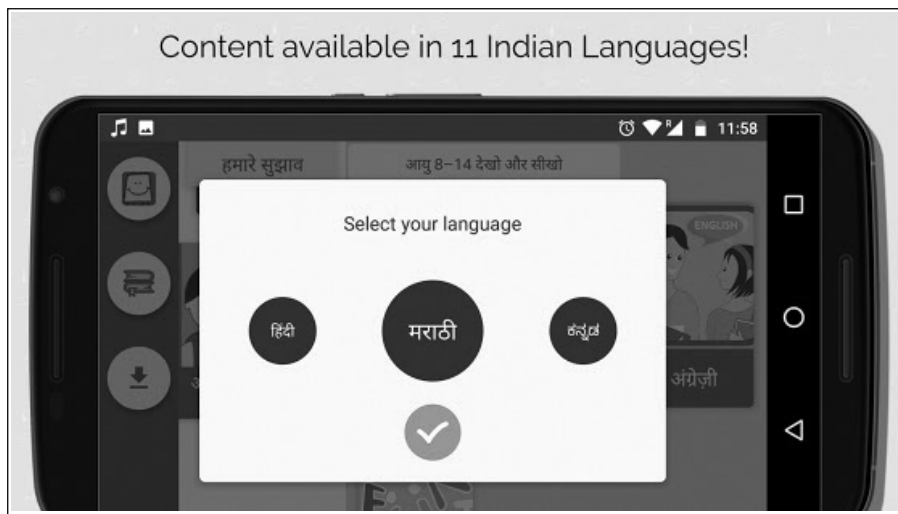 Content available in 11 Indian Languages!
R 11:58
हमारे सुझाव
आयु 8–14 देखो और सीखो
Select your language
ENGLISH
हिंदी
मराठी
ಕನ್ನಡ
अंग्रेज़ी